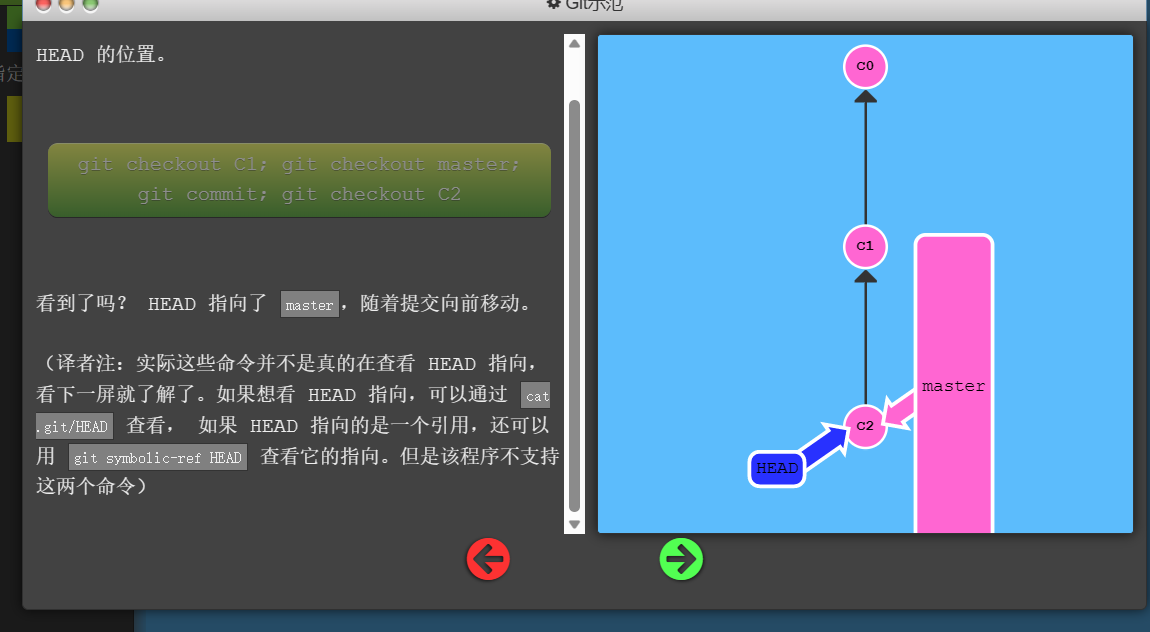 Git示范
指定
HEAD 的位置。
git checkout C1; git checkout master;
git commit; git checkout C2
看到了吗? HEAD 指向了 master，随着提交向前移动。
（译者注：实际这些命令并不是真的在查看 HEAD 指向，
看下一屏就了解了。如果想看 HEAD 指向，可以通过 cat
.git/HEAD 查看， 如果 HEAD 指向的是一个引用，还可以
用 git symbolic-ref HEAD 查看它的指向。但是该程序不支持
这两个命令）
C0
C1
master
C2
HEAD